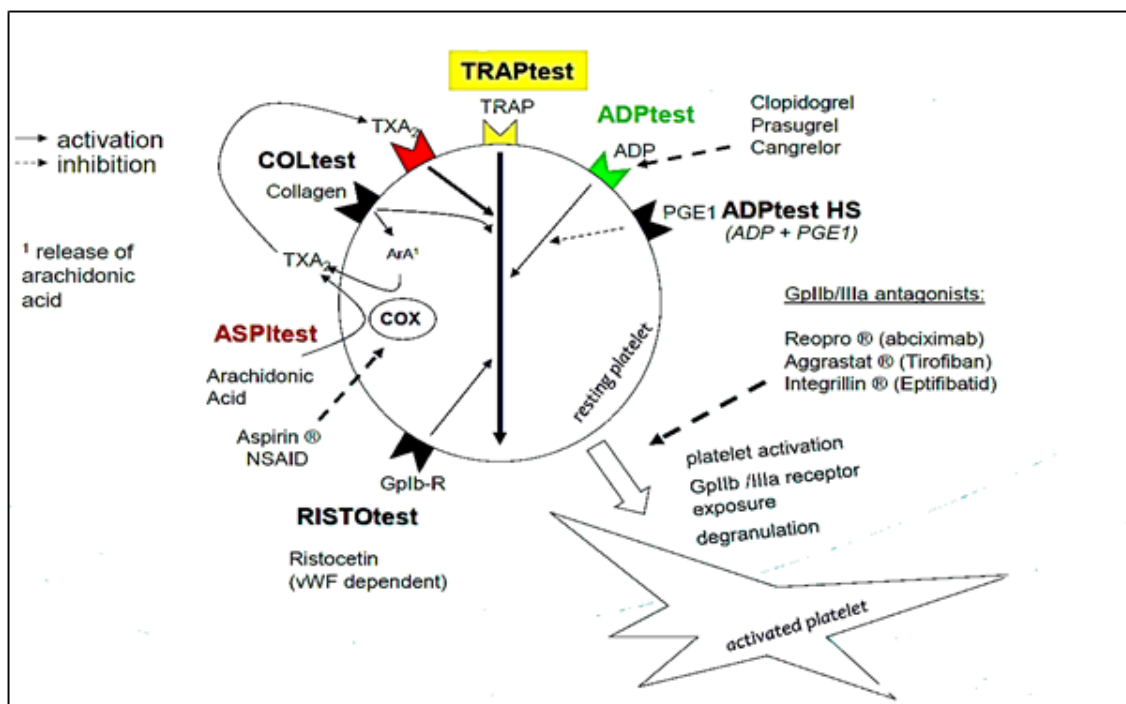 TRAPtest
TRAP
TXA2
ADPtest
ADP
Clopidogrel
Prasugrel
Cangrelor
activation
inhibition
COLtest
Collagen
PGE1
ADPtest HS
(ADP + PGE1)
¹ release of
arachidonic
acid
TXA2
ArA¹
COX
ASPItest
Arachidonic
Acid
Aspirin ®
NSAID
GpIIb/IIIa antagonists:
Reopro ® (abciximab)
Aggrastat ® (Tirofiban)
Integrillin ® (Eptifibatid)
resting platelet
GpIb-R
RISTOtest
Ristocetin
(vWF dependent)
platelet activation
GpIIb /IIIa receptor
exposure
degranulation
activated platelet